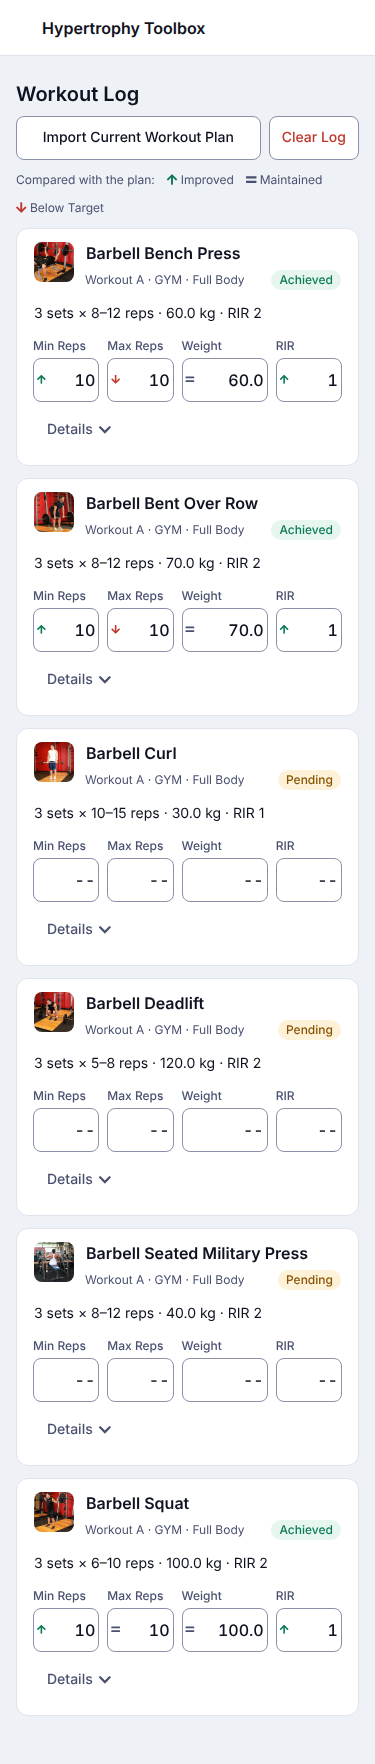 Hypertrophy Toolbox
Workout Log
Import Current Workout Plan
Clear Log
Compared with the plan: ↑ Improved = Maintained
↓ Below Target
Barbell Bench Press
Workout A · GYM · Full Body
Achieved
3 sets × 8–12 reps · 60.0 kg · RIR 2
Min Reps Max Reps Weight RIR
↑ 10 ↓ 10 = 60.0 ↑ 1
Details
Barbell Bent Over Row
Workout A · GYM · Full Body
Achieved
3 sets × 8–12 reps · 70.0 kg · RIR 2
Min Reps Max Reps Weight RIR
↑ 10 ↓ 10 = 70.0 ↑ 1
Details
Barbell Curl
Workout A · GYM · Full Body
Pending
3 sets × 10–15 reps · 30.0 kg · RIR 1
Min Reps Max Reps Weight RIR
-- -- -- --
Details
Barbell Deadlift
Workout A · GYM · Full Body
Pending
3 sets × 5–8 reps · 120.0 kg · RIR 2
Min Reps Max Reps Weight RIR
-- -- -- --
Details
Barbell Seated Military Press
Workout A · GYM · Full Body
Pending
3 sets × 8–12 reps · 40.0 kg · RIR 2
Min Reps Max Reps Weight RIR
-- -- -- --
Details
Barbell Squat
Workout A · GYM · Full Body
Achieved
3 sets × 6–10 reps · 100.0 kg · RIR 2
Min Reps Max Reps Weight RIR
↑ 10 = 10 = 100.0 ↑ 1
Details